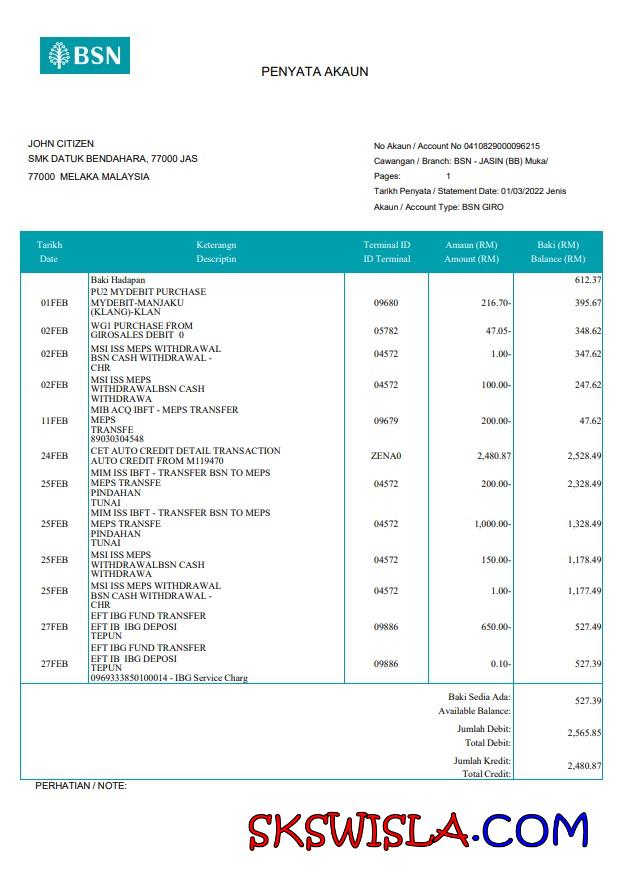 BSN
PENYATA AKAUN
JOHN CITIZEN
SMK DATUK BENDAHARA, 77000 JAS
77000 MELAKA MALAYSIA
No Akaun / Account No 0410829000096215
Cawangan / Branch: BSN - JASIN (BB) Muka/
Pages: 1
Tarikh Penyata / Statement Date: 01/03/2022 Jenis
Akaun / Account Type: BSN GIRO
Tarikh Keterangn Terminal ID Amaun (RM) Baki (RM)
Date Descriptin ID Terminal Amount (RM) Balance (RM)
Baki Hadapan 612.37
PU2 MYDEBIT PURCHASE
01FEB MYDEBIT-MANJAKU 09680 216.70- 395.67
(KLANG)-KLAN
WG1 PURCHASE FROM
02FEB GIROSALES DEBIT 0 05782 47.05- 348.62
MSI ISS MEPS WITHDRAWAL
02FEB BSN CASH WITHDRAWAL - 04572 1.00- 347.62
CHR
MSI ISS MEPS
02FEB WITHDRAWALBSN CASH 04572 100.00- 247.62
WITHDRAWA
MIB ACQ IBFT - MEPS TRANSFER
11FEB MEPS 09679 200.00- 47.62
TRANSFE
89030304548
CET AUTO CREDIT DETAIL TRANSACTION
24FEB AUTO CREDIT FROM M119470 ZENA0 2,480.87 2,528.49
MIM ISS IBFT - TRANSFER BSN TO MEPS
25FEB MEPS TRANSFE 04572 200.00- 2,328.49
PINDAHAN
TUNAI
MIM ISS IBFT - TRANSFER BSN TO MEPS
25FEB MEPS TRANSFE 04572 1,000.00- 1,328.49
PINDAHAN
TUNAI
MSI ISS MEPS
25FEB WITHDRAWALBSN CASH 04572 150.00- 1,178.49
WITHDRAWA
MSI ISS MEPS WITHDRAWAL
25FEB BSN CASH WITHDRAWAL - 04572 1.00- 1,177.49
CHR
EFT IBG FUND TRANSFER
27FEB EFT IB IBG DEPOSI 09886 650.00- 527.49
TEPUN
EFT IBG FUND TRANSFER
27FEB EFT IB IBG DEPOSI 09886 0.10- 527.39
TEPUN
0969333850100014 - IBG Service Charg
Baki Sedia Ada: 527.39
Available Balance:
Jumlah Debit: 2,565.85
Total Debit:
Jumlah Kredit: 2,480.87
Total Credit:
PERHATIAN / NOTE:
SKSWISLA.COM